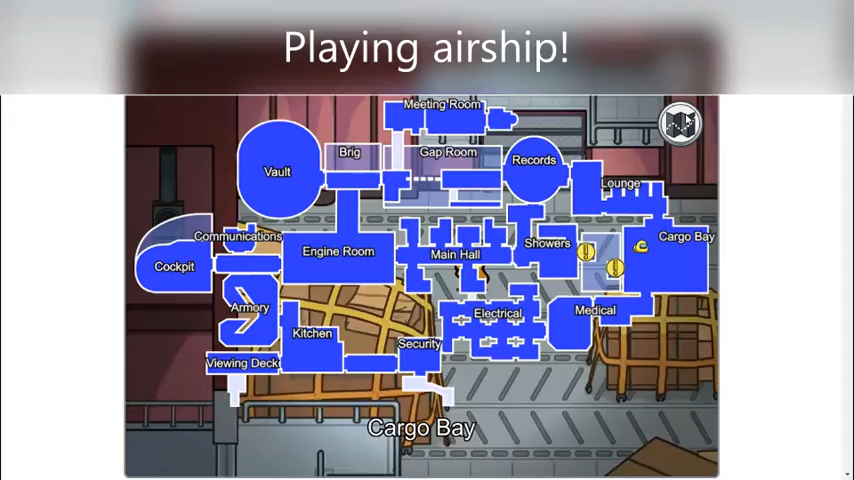 Playing airship!
Meeting Room
Brig
Gap Room
Records
Vault
Lounge
Communications
Showers
Cargo Bay
Engine Room
Main Hall
Cockpit
Armory
Electrical
Medical
Kitchen
Security
Viewing Deck
Cargo Bay